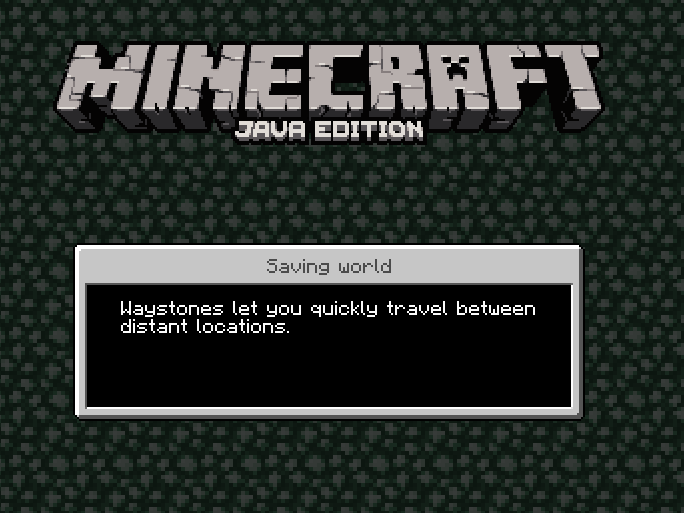 MINECRAFT
JAVA EDITION
Saving world
Waystones let you quickly travel between
distant locations.